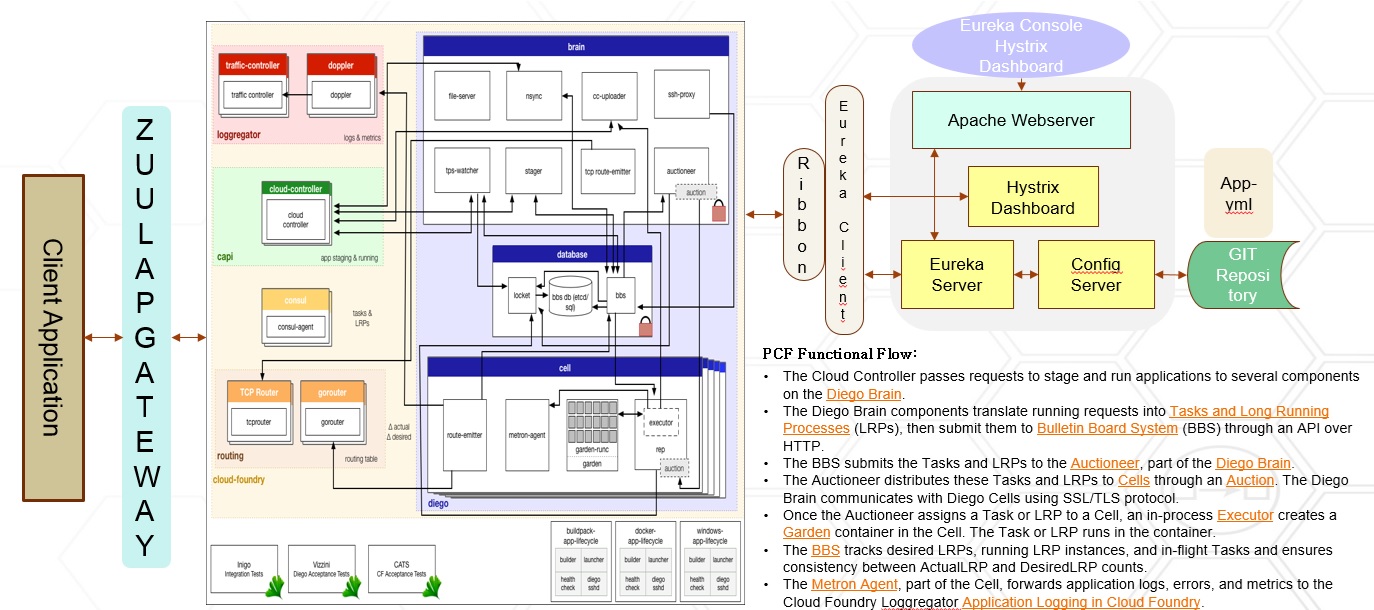 Client Application
ZUULAPGATEWAY
traffic-controller
traffic controller
doppler
doppler
loggregator
logs & metrics
cloud-controller
cloud
controller
capi
app staging & running
consul
consul-agent
tasks &
LRPs
TCP Router
tcprouter
gorouter
gorouter
Δ actual
Δ desired
routing
routing table
cloud-foundry
brain
file-server
nsync
cc-uploader
ssh-proxy
tps-watcher
stager
tcp route-emitter
auctioneer
auction
database
locket
bbs db (etcd/
sql)
bbs
cell
route-emitter
metron-agent
garden-runc
garden
executor
rep
auction
diego
Inigo
Integration Tests
Vizzini
Diego Acceptance Tests
CATS
CF Acceptance Tests
buildpack-
app-lifecycle
builder
launcher
health
check
diego
sshd
docker-
app-lifecycle
builder
launcher
health
check
diego
sshd
windows-
app-lifecycle
builder
launcher
health
check
diego
sshd
Ribbon
Eureka Client
Eureka Console
Hystrix
Dashboard
Apache Webserver
Hystrix
Dashboard
Eureka
Server
Config
Server
App-
yml
GIT
Reposi
tory
PCF Functional Flow:
• The Cloud Controller passes requests to stage and run applications to several components
on the Diego Brain.
• The Diego Brain components translate running requests into Tasks and Long Running
Processes (LRPs), then submit them to Bulletin Board System (BBS) through an API over
HTTP.
• The BBS submits the Tasks and LRPs to the Auctioneer, part of the Diego Brain.
• The Auctioneer distributes these Tasks and LRPs to Cells through an Auction. The Diego
Brain communicates with Diego Cells using SSL/TLS protocol.
• Once the Auctioneer assigns a Task or LRP to a Cell, an in-process Executor creates a
Garden container in the Cell. The Task or LRP runs in the container.
• The BBS tracks desired LRPs, running LRP instances, and in-flight Tasks and ensures
consistency between ActualLRP and DesiredLRP counts.
• The Metron Agent, part of the Cell, forwards application logs, errors, and metrics to the
Cloud Foundry Loggregator Application Logging in Cloud Foundry.